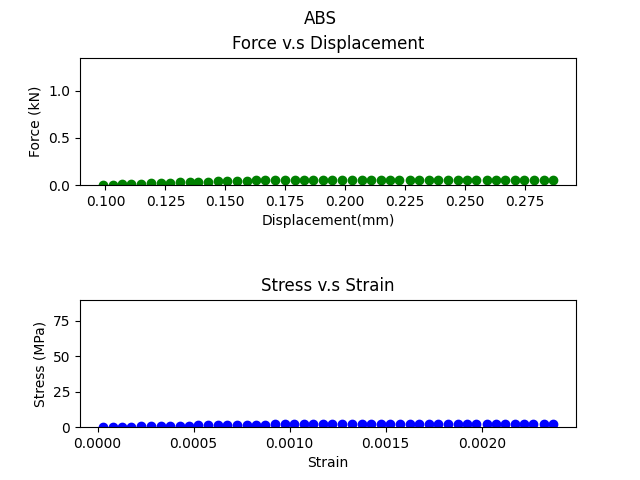 ABS
Force v.s Displacement
Force (kN)
1.0
0.5
0.0
0.100 0.125 0.150 0.175 0.200 0.225 0.250 0.275
Displacement(mm)
Stress v.s Strain
Stress (MPa)
75
50
25
0
0.0000 0.0005 0.0010 0.0015 0.0020
Strain